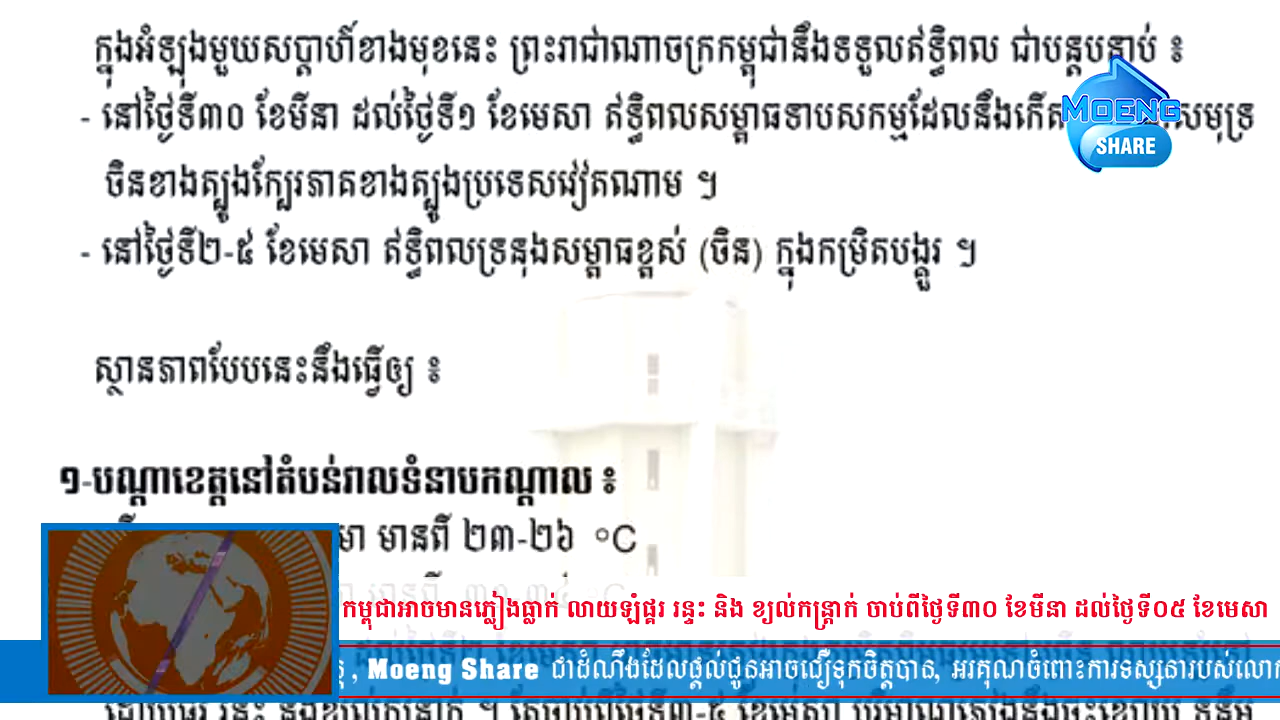 ក្នុងអំឡុងមួយសប្តាហ៍ខាងមុខនេះ ព្រះរាជាណាចក្រកម្ពុជានឹងទទួលឥទ្ធិពល ជាបន្តបន្ទាប់ ៖
- នៅថ្ងៃទី៣០ ខែមីនា ដល់ថ្ងៃទី១ ខែមេសា ឥទ្ធិពលសម្ពាធទាបសកម្មដែលនឹងកើត សមុទ្រ
MOENG
SHARE
ចិនខាងត្បូងក្បែរភាគខាងត្បូងប្រទេសវៀតណាម ។
- នៅថ្ងៃទី២-៥ ខែមេសា ឥទ្ធិពលទ្រនុងសម្ពាធខ្ពស់ (ចិន) ក្នុងកម្រិតបង្គួរ ។
ស្ថានភាពបែបនេះនឹងធ្វើឲ្យ ៖
១-បណ្តាខេត្តនៅតំបន់វាលទំនាបកណ្តាល ៖
មា មានពី ២៣-២៦ °C
កម្ពុជាអាចមានភ្លៀងធ្លាក់ លាយឡំផ្គរ រន្ទះ និង ខ្យល់កន្ត្រាក់ ចាប់ពីថ្ងៃទី៣០ ខែមីនា ដល់ថ្ងៃទី០៥ ខែមេសា
, Moeng Share ជាដំណឹងដែលផ្តល់ជូនអាចជឿទុកចិត្តបាន, អរគុណចំពោះការទស្សនារបស់លោក